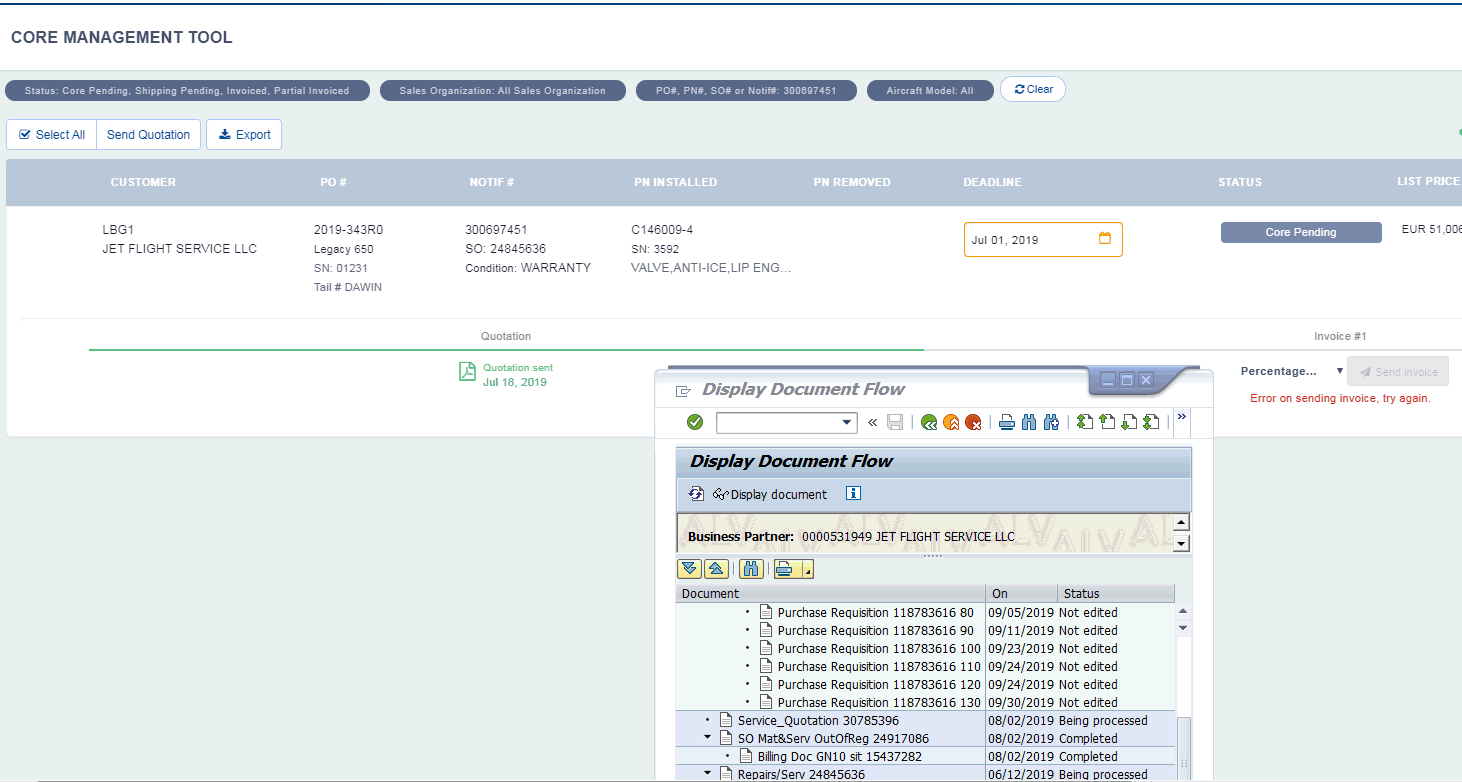 CORE MANAGEMENT TOOL
Status: Core Pending, Shipping Pending, Invoiced, Partial Invoiced
Sales Organization: All Sales Organization
PO#, PN#, SO# or Notif#: 300697451
Aircraft Model: All
Clear
Select All
Send Quotation
Export
CUSTOMER PO # NOTIF # PN INSTALLED PN REMOVED DEADLINE STATUS LIST PRICE
LBG1 2019-343R0 300697451 C146009-4 Jul 01, 2019 Core Pending EUR 51,006
JET FLIGHT SERVICE LLC Legacy 650 SO: 24845636 SN: 3592
SN: 01231 Condition: WARRANTY VALVE,ANTI-ICE,LIP ENG...
Tail # DAWIN
Quotation Invoice #1
Quotation sent
Jul 18, 2019
Percentage... Send invoice
Error on sending invoice, try again.
Display Document Flow
Display Document Flow
Display document
Business Partner: 0000531949 JET FLIGHT SERVICE LLC
Document On Status
Purchase Requisition 118783616 80 09/05/2019 Not edited
Purchase Requisition 118783616 90 09/11/2019 Not edited
Purchase Requisition 118783616 100 09/23/2019 Not edited
Purchase Requisition 118783616 110 09/24/2019 Not edited
Purchase Requisition 118783616 120 09/24/2019 Not edited
Purchase Requisition 118783616 130 09/30/2019 Not edited
Service_Quotation 30785396 08/02/2019 Being processed
SO Mat&Serv OutOfReg 24917086 08/02/2019 Completed
Billing Doc GN10 sit 15437282 08/02/2019 Completed
Repairs/Serv 24845636 06/12/2019 Being processed